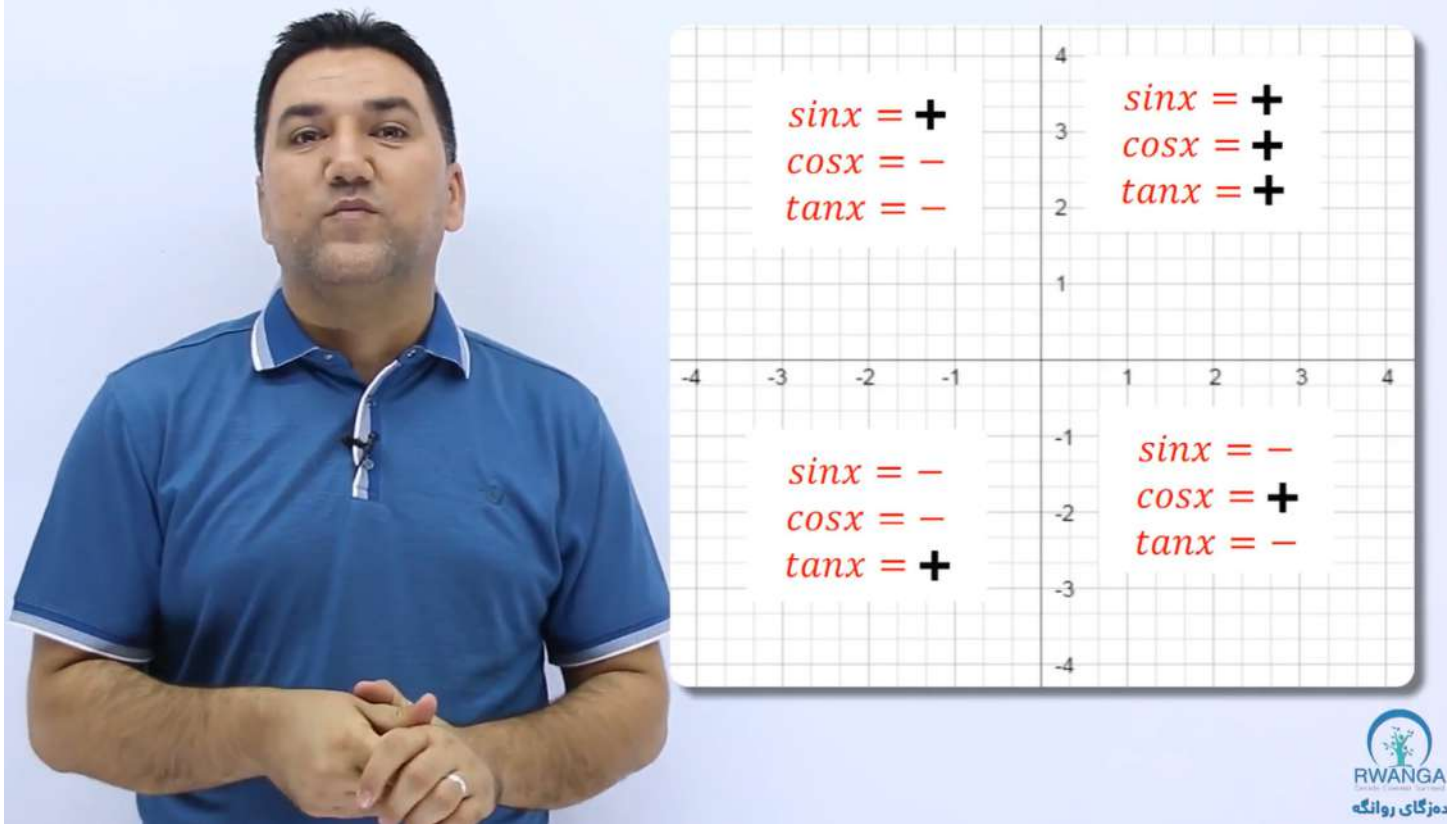 sinx = +
cosx = −
tanx = −
sinx = +
cosx = +
tanx = +
4
3
2
1
-4 -3 -2 -1 1 2 3 4
-1
-2
-3
-4
sinx = −
cosx = −
tanx = +
sinx = −
cosx = +
tanx = −
RWANGA
دەزگای روانگە